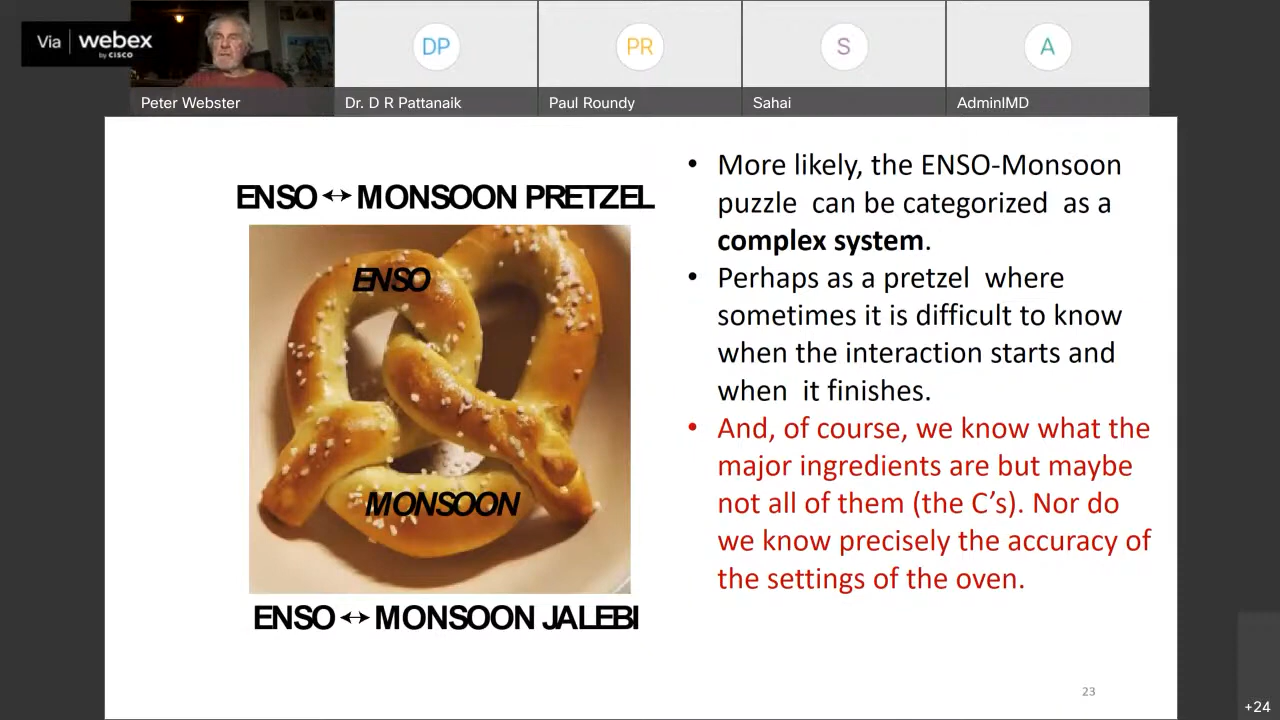 Via webex
by CISCO
DP
PR
S
A
Peter Webster
Dr. D R Pattanaik
Paul Roundy
Sahai
AdminIMD
ENSO↔MONSOON PRETZEL
ENSO
MONSOON
ENSO↔MONSOON JALEBI
• More likely, the ENSO-Monsoon
puzzle can be categorized as a
complex system.
• Perhaps as a pretzel where
sometimes it is difficult to know
when the interaction starts and
when it finishes.
• And, of course, we know what the
major ingredients are but maybe
not all of them (the C’s). Nor do
we know precisely the accuracy of
the settings of the oven.
23
+24